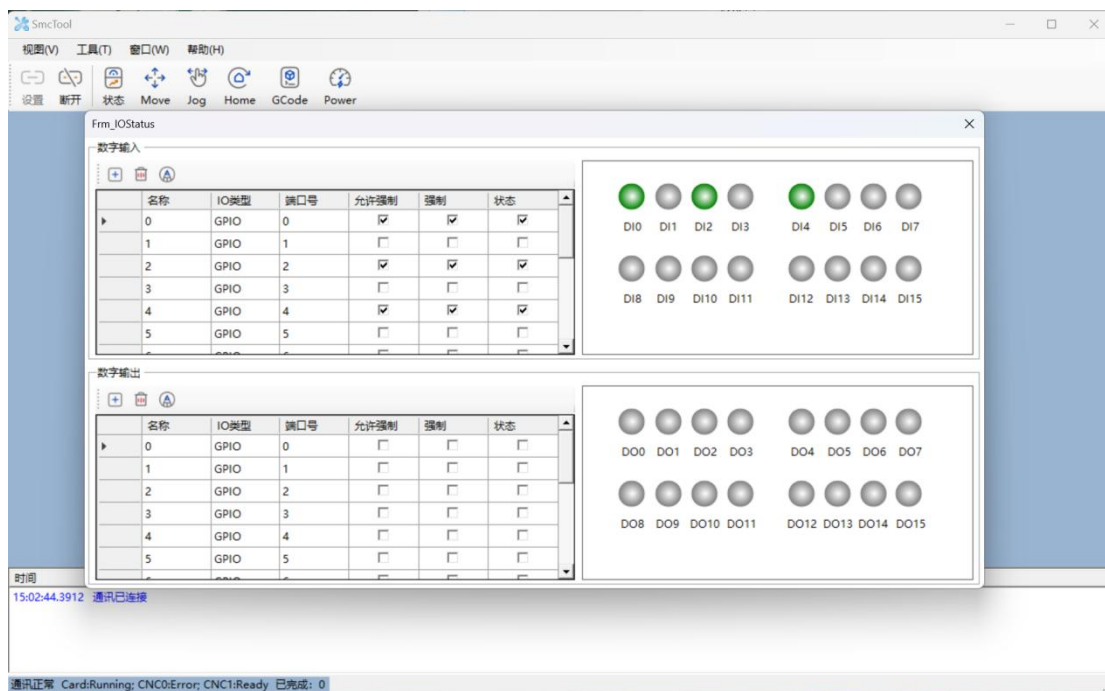 SmcTool
视图(V) 工具(T) 窗口(W) 帮助(H)
设置 断开 状态 Move Jog Home GCode Power
Frm_IOStatus
数字输入
名称 IO类型 端口号 允许强制 强制 状态
0 GPIO 0
1 GPIO 1
2 GPIO 2
3 GPIO 3
4 GPIO 4
5 GPIO 5
DI0 DI1 DI2 DI3 DI4 DI5 DI6 DI7
DI8 DI9 DI10 DI11 DI12 DI13 DI14 DI15
数字输出
名称 IO类型 端口号 允许强制 强制 状态
0 GPIO 0
1 GPIO 1
2 GPIO 2
3 GPIO 3
4 GPIO 4
5 GPIO 5
DO0 DO1 DO2 DO3 DO4 DO5 DO6 DO7
DO8 DO9 DO10 DO11 DO12 DO13 DO14 DO15
时间
15:02:44.3912 通讯已连接
通讯正常 Card:Running; CNC0:Error; CNC1:Ready 已完成: 0